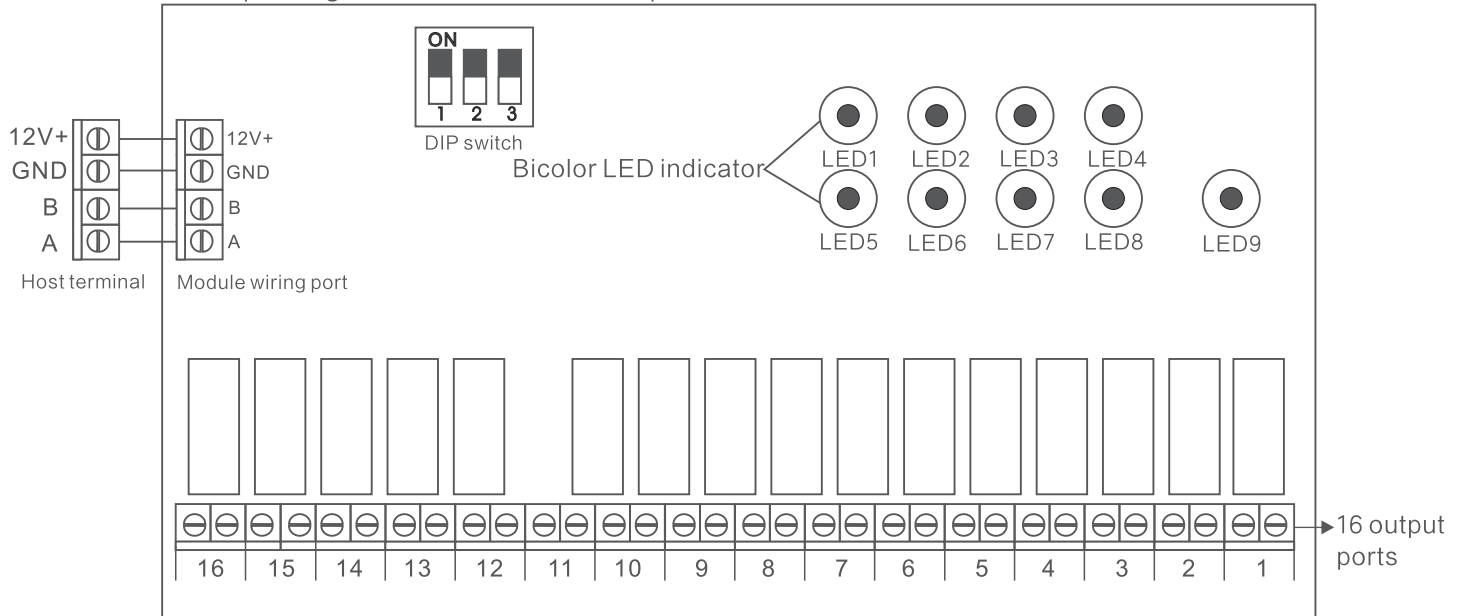 ON
1 2 3
DIP switch
12V+ 12V+
GND GND
B B
A A
Host terminal Module wiring port
Bicolor LED indicator
LED1 LED2 LED3 LED4
LED5 LED6 LED7 LED8 LED9
16 output
ports
16 15 14 13 12 11 10 9 8 7 6 5 4 3 2 1